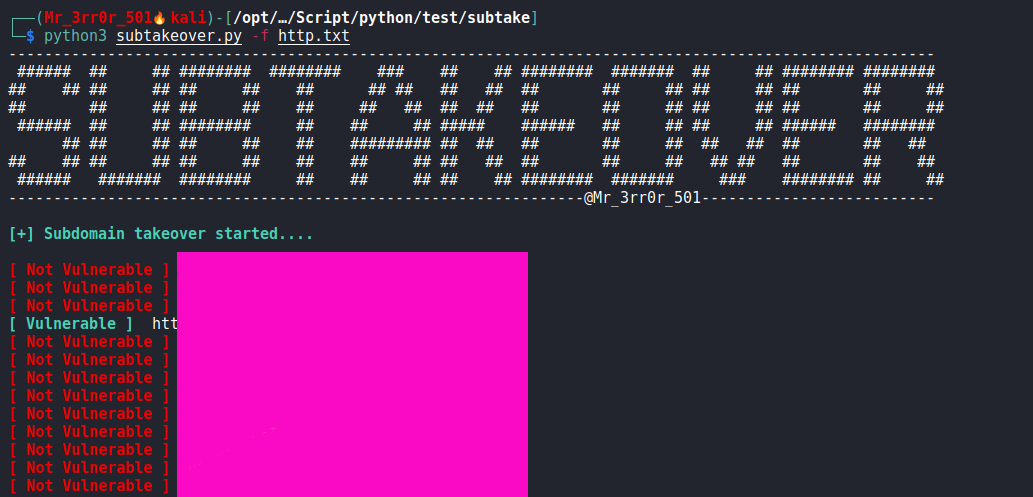 (Mr_3rr0r_501🔥kali)-[/opt/…/Script/python/test/subtake]
$ python3 subtakeover.py -f http.txt
SUBTAKEOVER
@Mr_3rr0r_501
[+] Subdomain takeover started....
[ Not Vulnerable ]
[ Not Vulnerable ]
[ Not Vulnerable ]
[ Vulnerable ] htt
[ Not Vulnerable ]
[ Not Vulnerable ]
[ Not Vulnerable ]
[ Not Vulnerable ]
[ Not Vulnerable ]
[ Not Vulnerable ]
[ Not Vulnerable ]
[ Not Vulnerable ]
[ Not Vulnerable ]